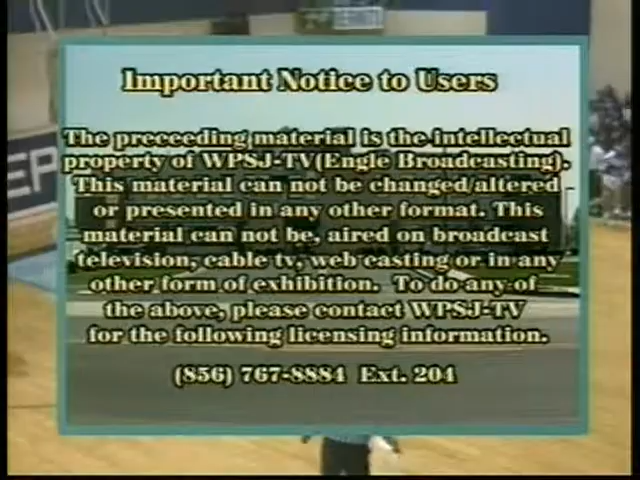 Important Notice to Users
The preceeding material is the intellectual
property of WPSJ-TV(Engle Broadcasting).
This material can not be changed/altered
or presented in any other format. This
material can not be, aired on broadcast
television, cable tv, web casting or in any
other form of exhibition. To do any of
the above, please contact WPSJ-TV
for the following licensing information.
(856) 767-8884 Ext. 204
EP